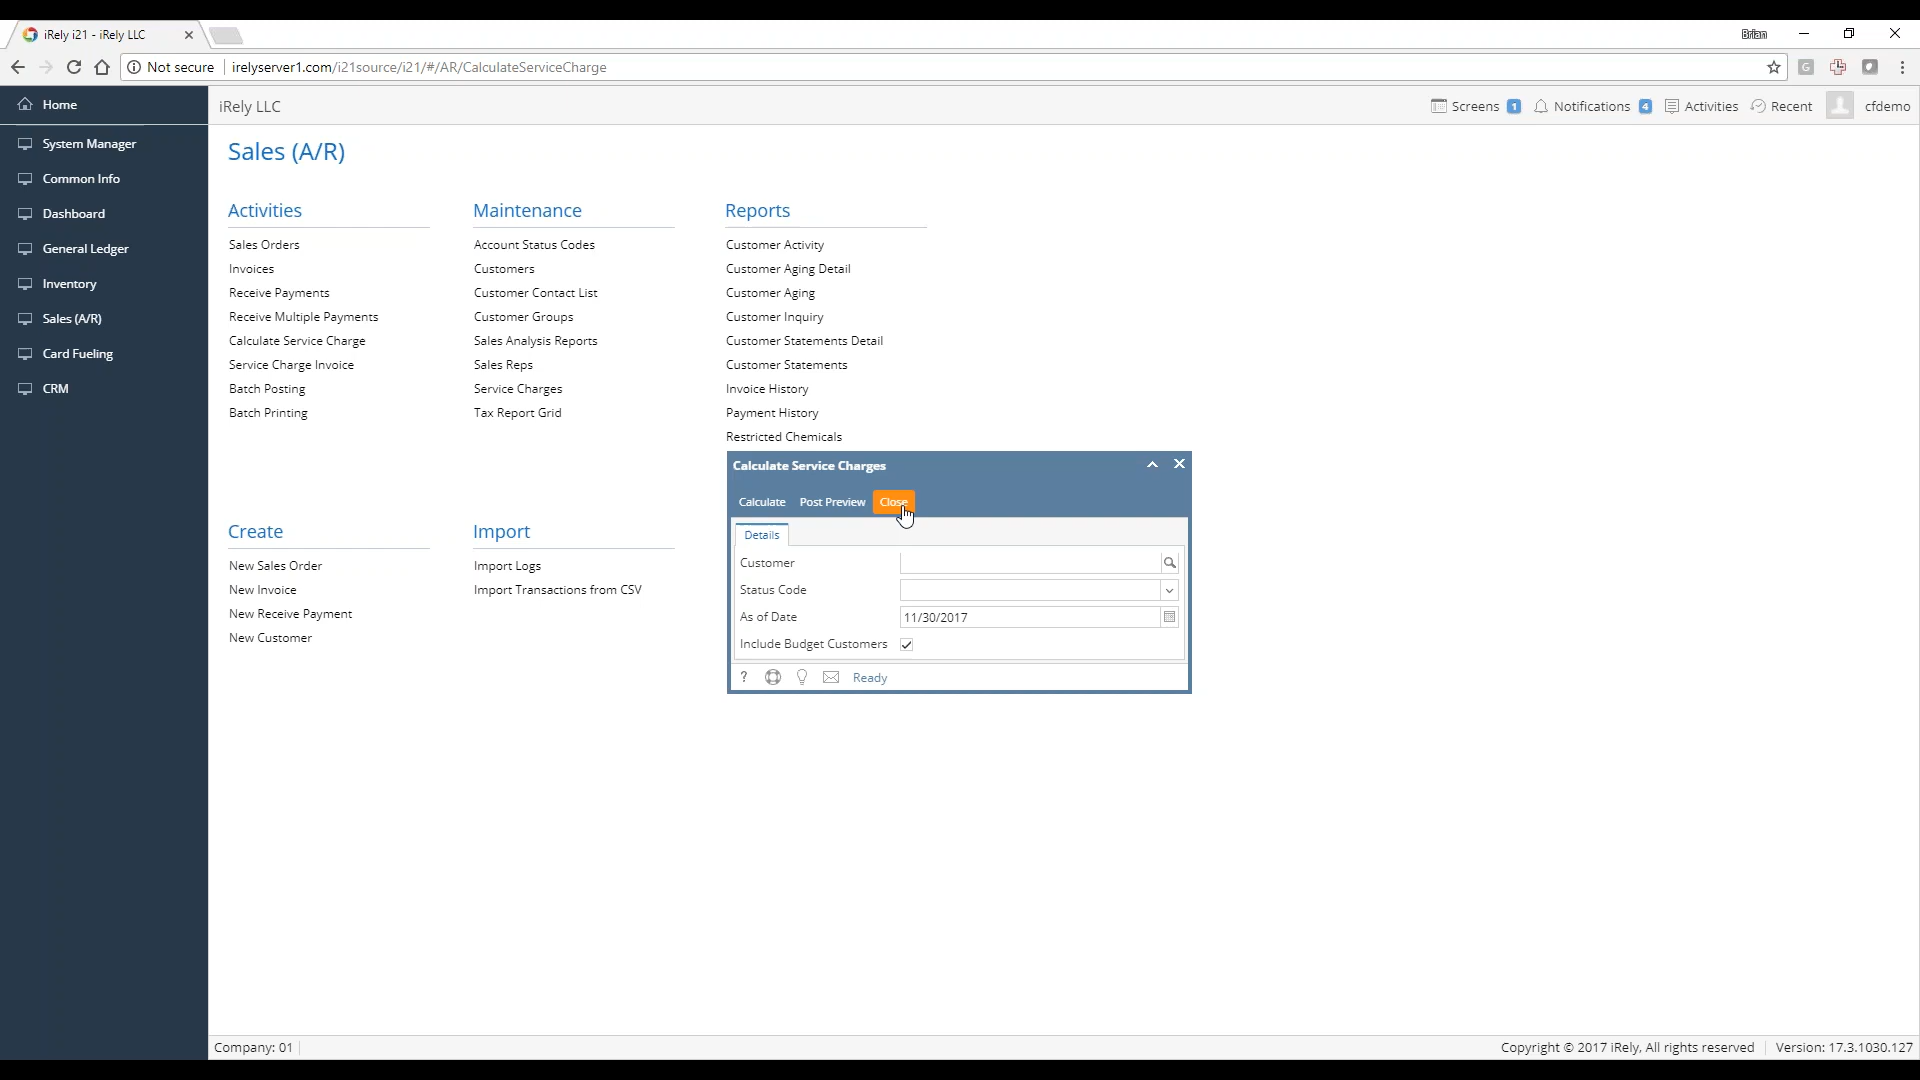 iRely i21 - iRely LLC
Brian
Not secure irelyserver1.com/i21source/i21/#/AR/CalculateServiceCharge
Home
iRely LLC
Screens 1 Notifications 4 Activities Recent cfdemo
System Manager
Common Info
Dashboard
General Ledger
Inventory
Sales (A/R)
Card Fueling
CRM
Sales (A/R)
Activities
Sales Orders
Invoices
Receive Payments
Receive Multiple Payments
Calculate Service Charge
Service Charge Invoice
Batch Posting
Batch Printing
Maintenance
Account Status Codes
Customers
Customer Contact List
Customer Groups
Sales Analysis Reports
Sales Reps
Service Charges
Tax Report Grid
Reports
Customer Activity
Customer Aging Detail
Customer Aging
Customer Inquiry
Customer Statements Detail
Customer Statements
Invoice History
Payment History
Restricted Chemicals
Create
New Sales Order
New Invoice
New Receive Payment
New Customer
Import
Import Logs
Import Transactions from CSV
Calculate Service Charges
Calculate Post Preview Close
Details
Customer
Status Code
As of Date 11/30/2017
Include Budget Customers
? Ready
Company: 01
Copyright © 2017 iRely, All rights reserved Version: 17.3.1030.127